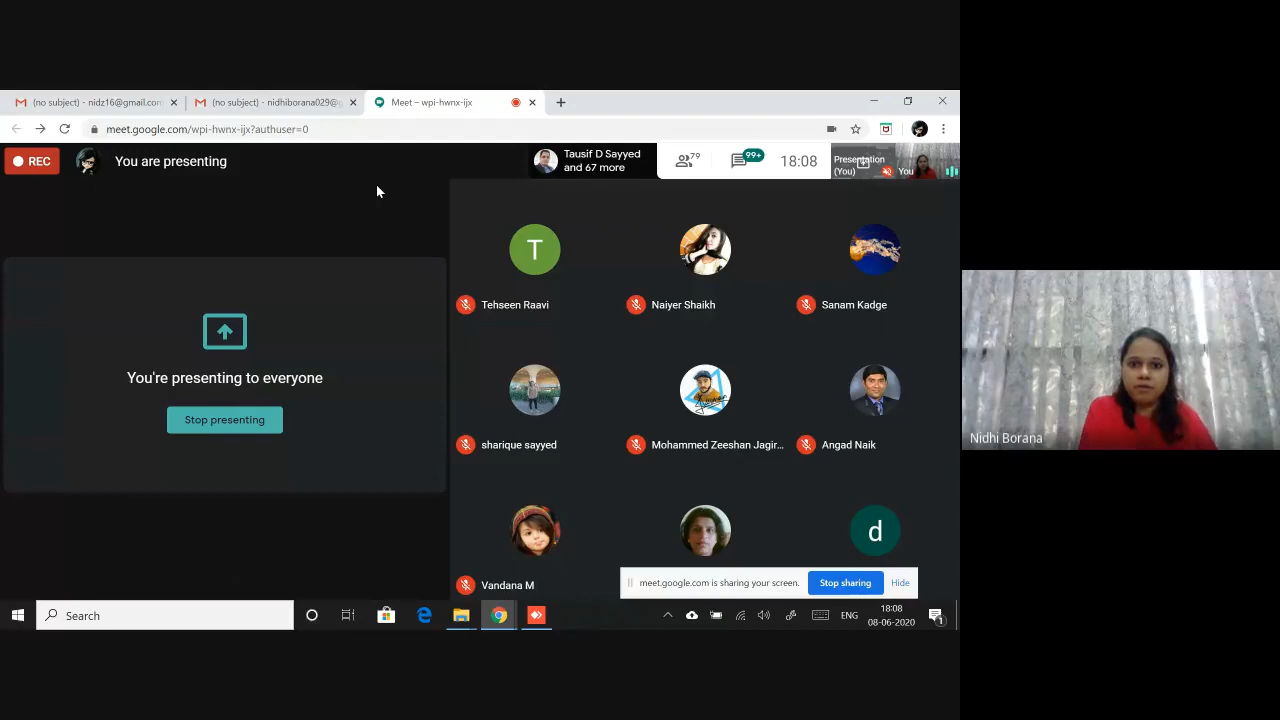 (no subject) - nidz16@gmail.com
(no subject) - nidhiborana029@g
Meet – wpi-hwnx-ijx
meet.google.com/wpi-hwnx-ijx?authuser=0
REC
You are presenting
Tausif D Sayyed
and 67 more
79
99+
18:08
Presentation
(You)
You
T
Tehseen Raavi
Naiyer Shaikh
Sanam Kadge
You're presenting to everyone
Stop presenting
sharique sayyed
Mohammed Zeeshan Jagir...
Angad Naik
Nidhi Borana
d
Vandana M
meet.google.com is sharing your screen.
Stop sharing
Hide
Search
ENG
18:08
08-06-2020
1